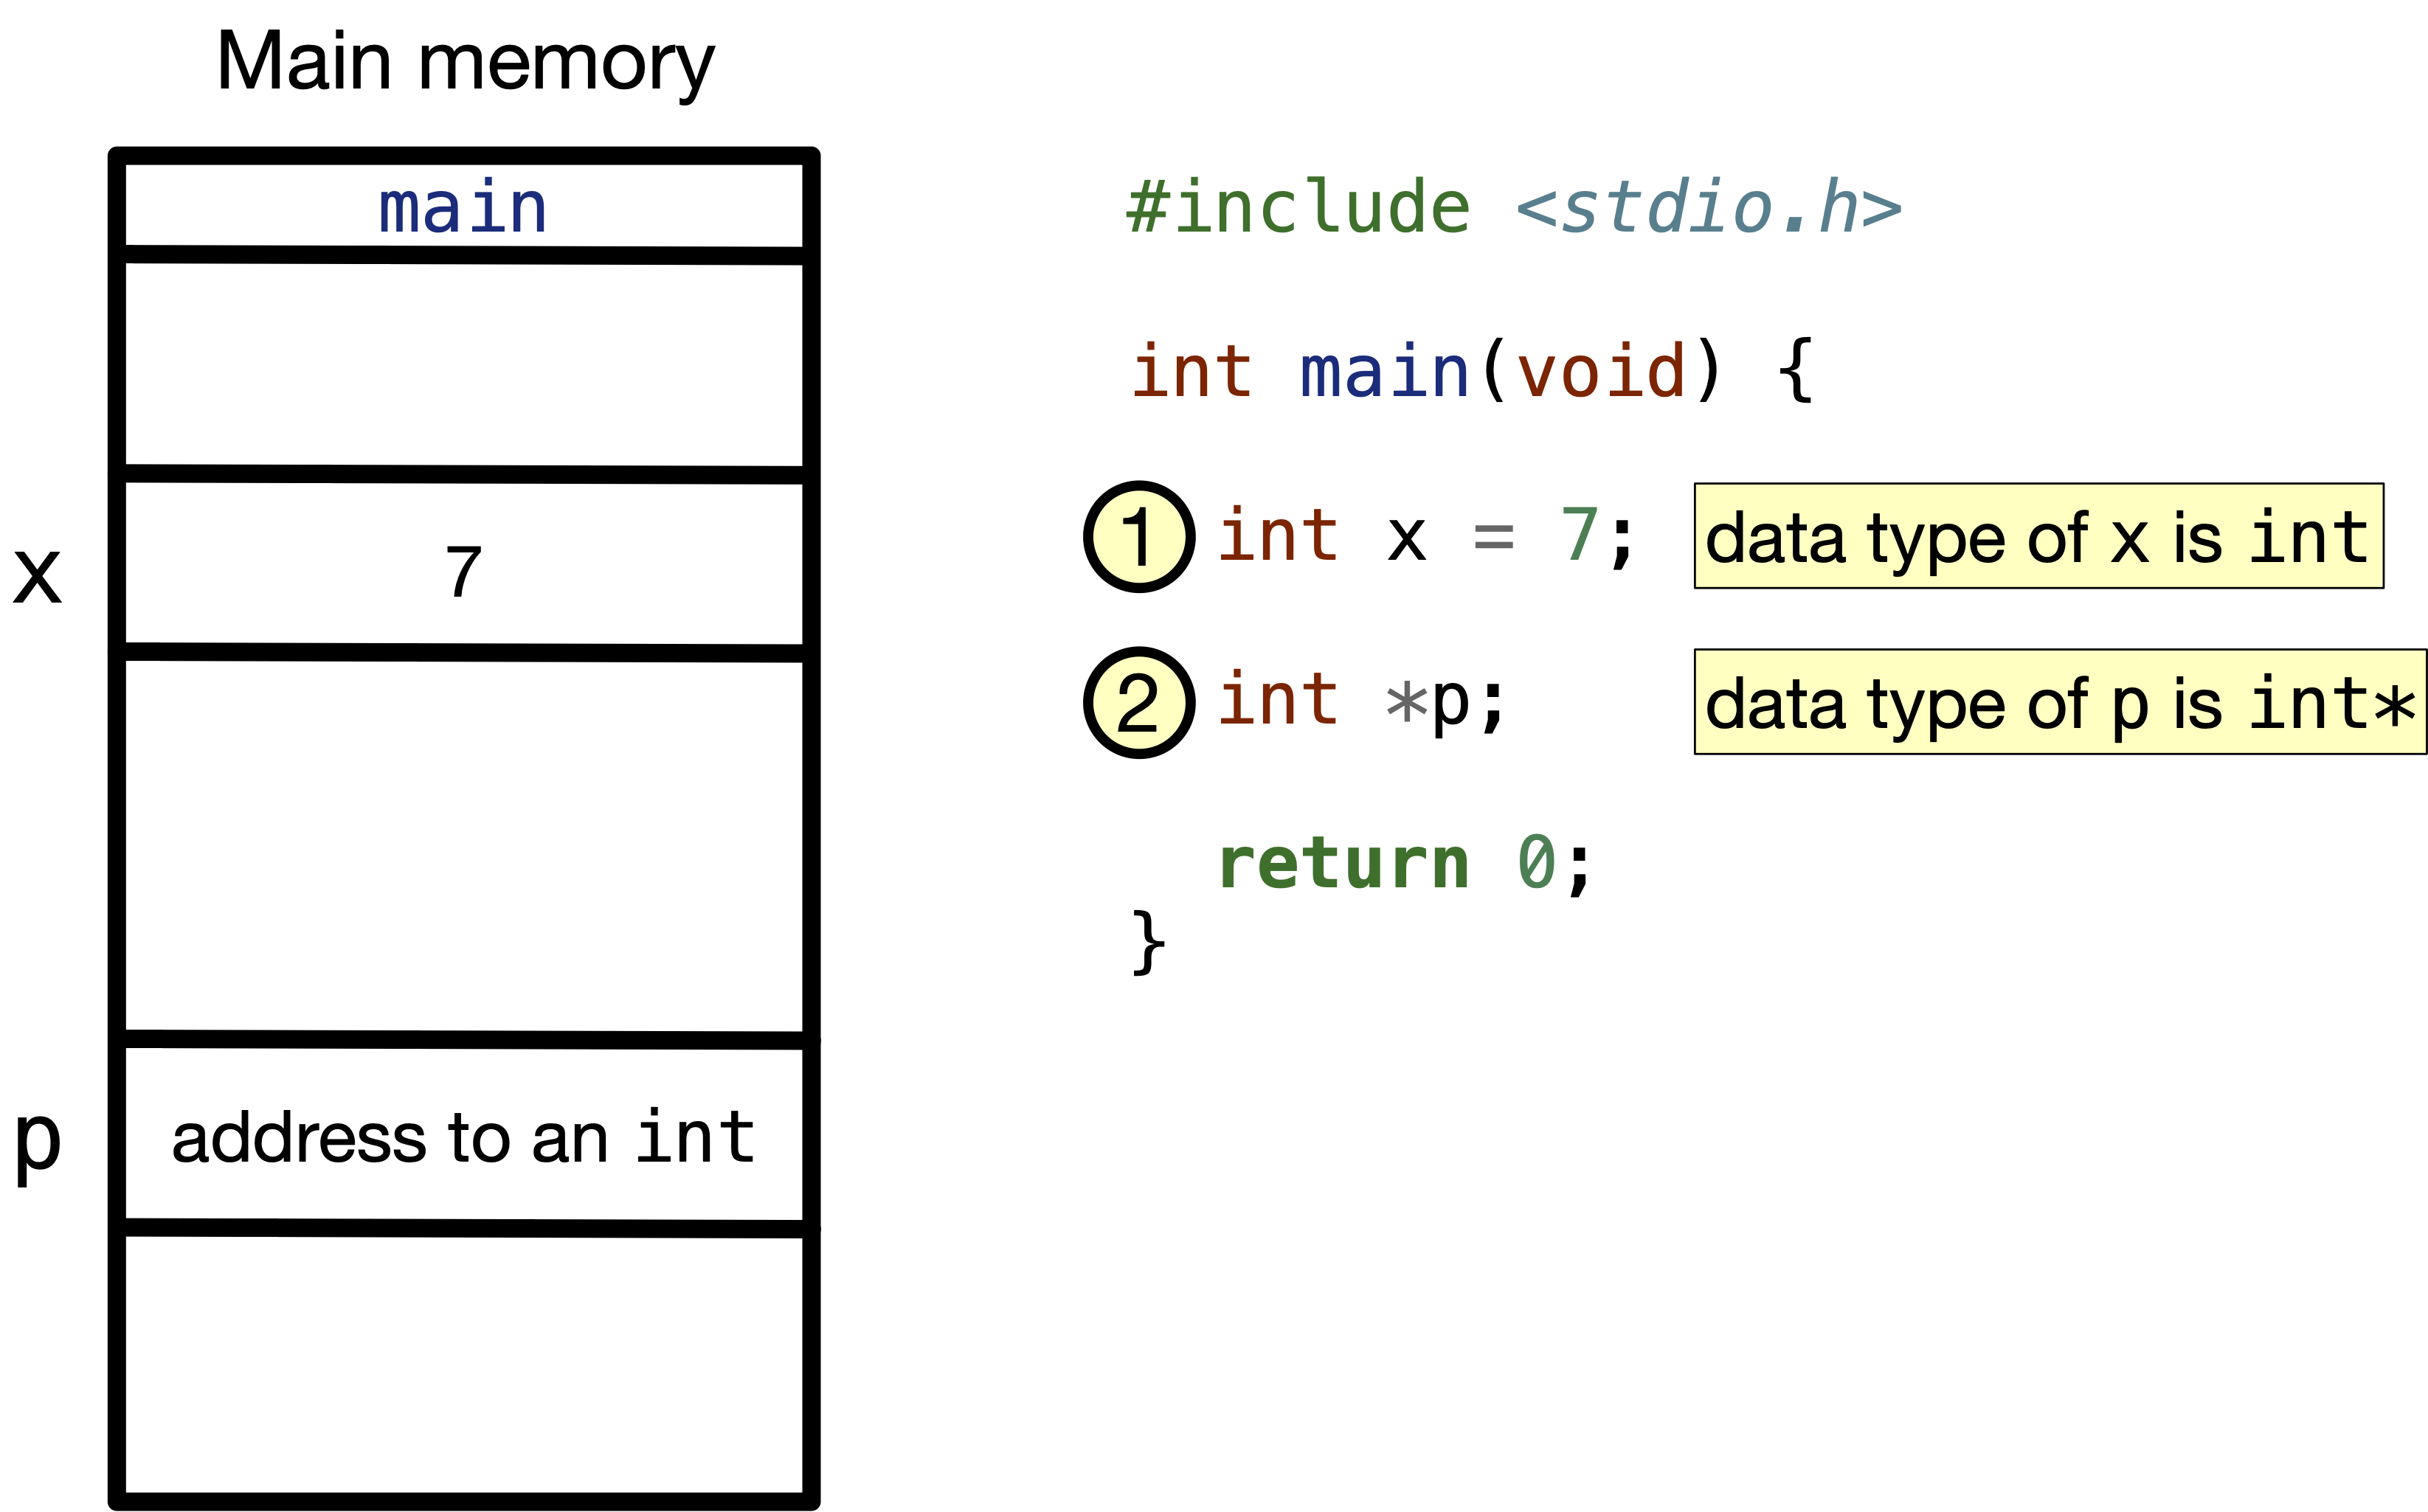 Main memory
main
x
7
p
address to an int
#include <stdio.h>
int main(void) {
1 int x = 7; data type of x is int
2 int *p; data type of p is int*
return 0;
}